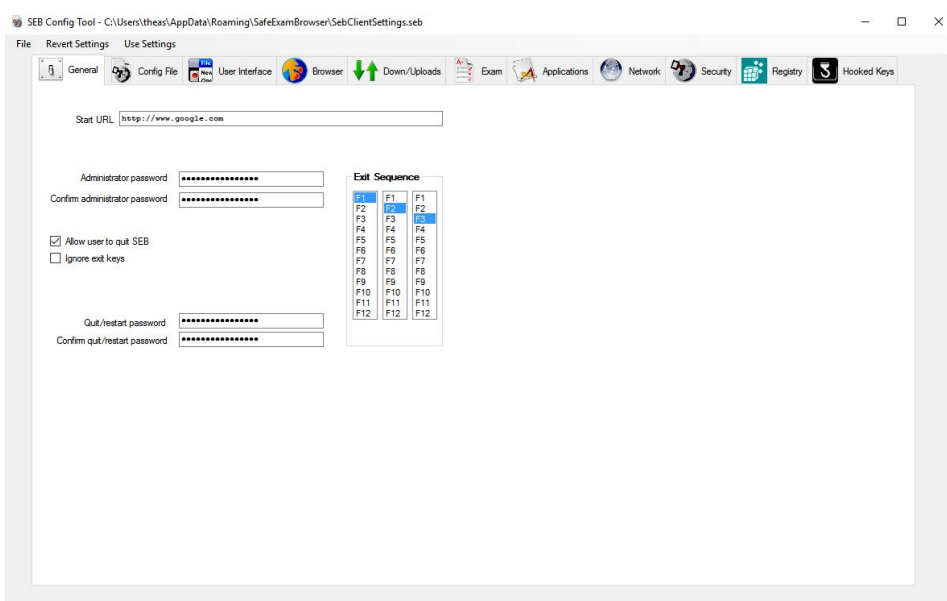 SEB Config Tool - C:\Users\theas\AppData\Roaming\SafeExamBrowser\SebClientSettings.seb
File Revert Settings Use Settings
General Config File User Interface Browser Down/Uploads Exam Applications Network Security Registry Hooked Keys
Start URL http://www.google.com
Administrator password ••••••••••••••••
Confirm administrator password ••••••••••••••••
Allow user to quit SEB
Ignore exit keys
Quit/restart password ••••••••••••••••
Confirm quit/restart password ••••••••••••••••
Exit Sequence
F1 F1 F1
F2 F2 F2
F3 F3 F3
F4 F4 F4
F5 F5 F5
F6 F6 F6
F7 F7 F7
F8 F8 F8
F9 F9 F9
F10 F10 F10
F11 F11 F11
F12 F12 F12